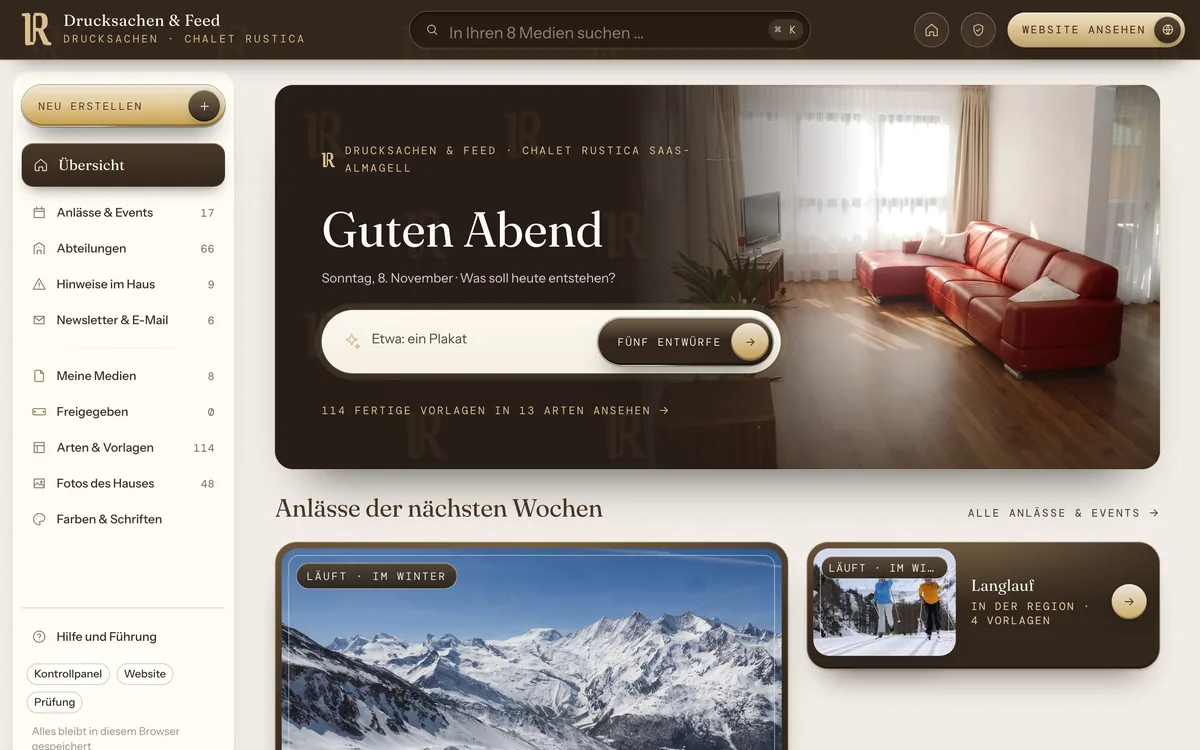 Drucksachen & Feed
DRUCKSACHEN · CHALET RUSTICA
In Ihren 8 Medien suchen ...
⌘ K
WEBSITE ANSEHEN
NEU ERSTELLEN
Übersicht
Anlässe & Events 17
Abteilungen 66
Hinweise im Haus 9
Newsletter & E-Mail 6
Meine Medien 8
Freigegeben 0
Arten & Vorlagen 114
Fotos des Hauses 48
Farben & Schriften
Hilfe und Führung
Kontrollpanel Website
Prüfung
Alles bleibt in diesem Browser
gespeichert
DRUCKSACHEN & FEED · CHALET RUSTICA SAAS-
ALMAGELL
Guten Abend
Sonntag, 8. November · Was soll heute entstehen?
Etwa: ein Plakat
FÜNF ENTWÜRFE →
114 FERTIGE VORLAGEN IN 13 ARTEN ANSEHEN →
Anlässe der nächsten Wochen
ALLE ANLÄSSE & EVENTS →
LÄUFT · IM WINTER
LÄUFT · IM WI…
Langlauf
IN DER REGION ·
4 VORLAGEN